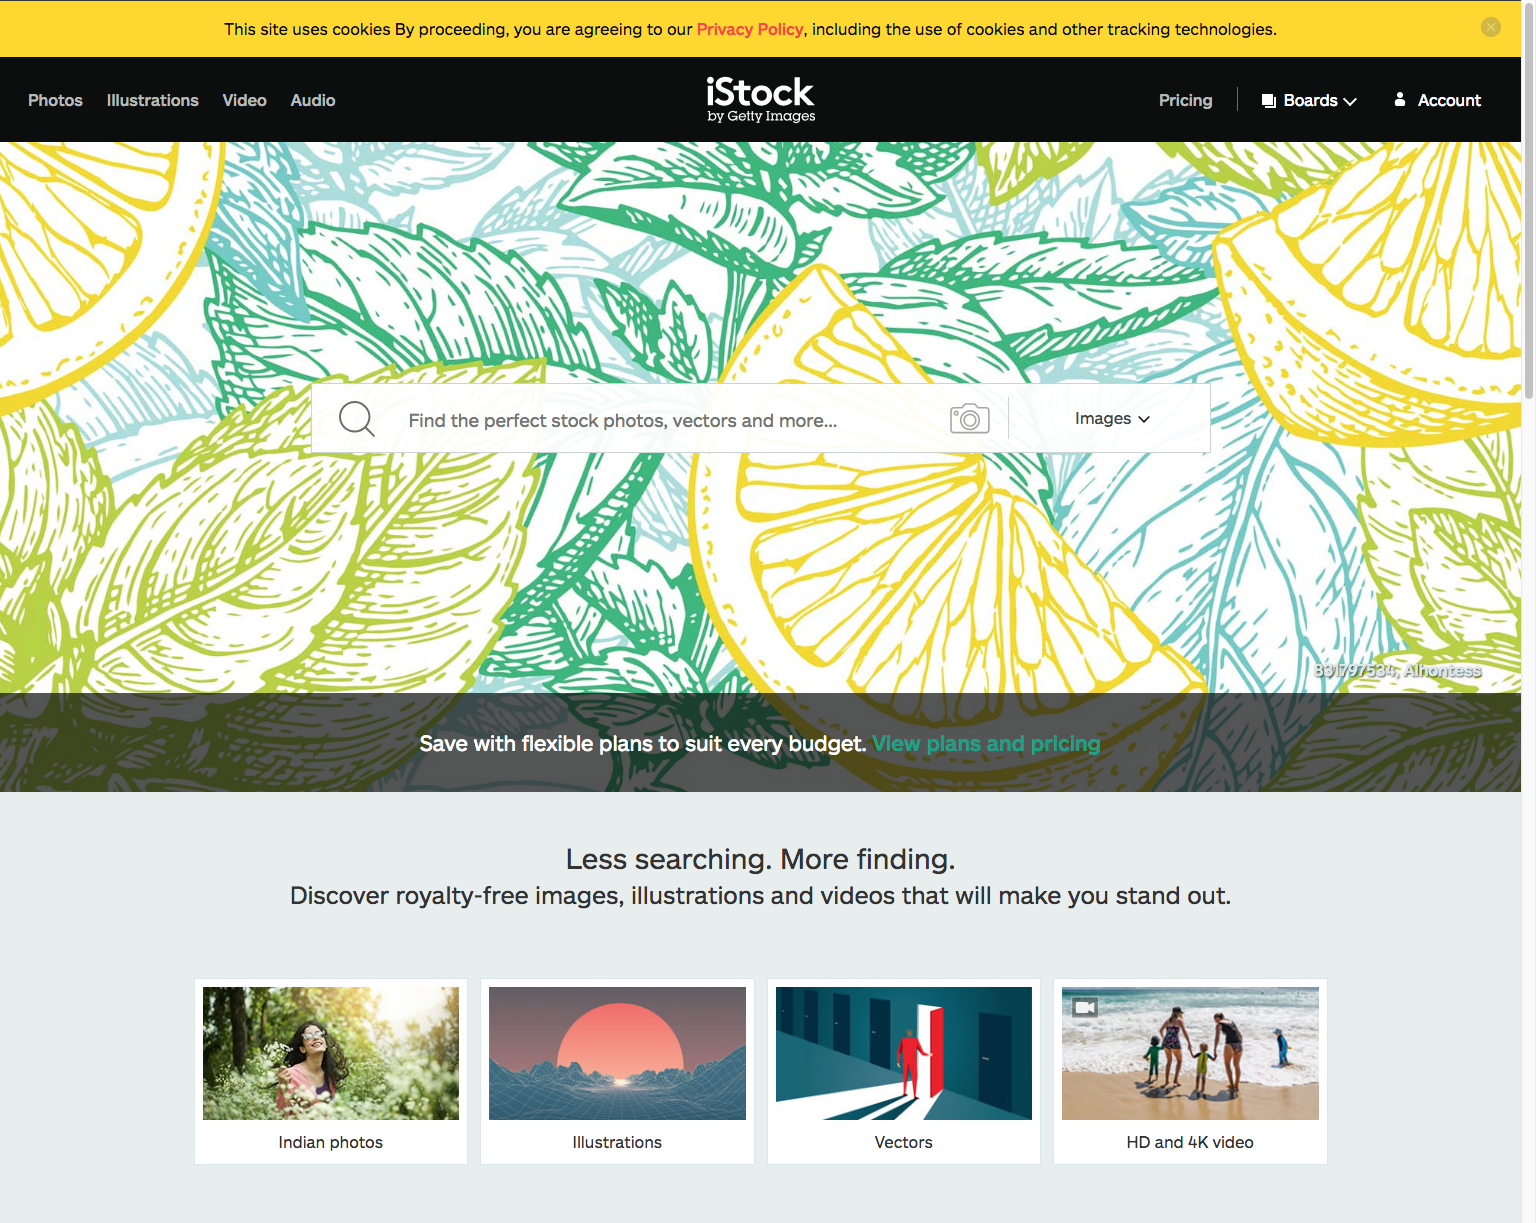 This site uses cookies By proceeding, you are agreeing to our Privacy Policy, including the use of cookies and other tracking technologies.
Photos Illustrations Video Audio
iStock
by Getty Images
Pricing Boards Account
Find the perfect stock photos, vectors and more...
Images
831797534, Alhontess
Save with flexible plans to suit every budget. View plans and pricing
Less searching. More finding.
Discover royalty-free images, illustrations and videos that will make you stand out.
Indian photos
Illustrations
Vectors
HD and 4K video